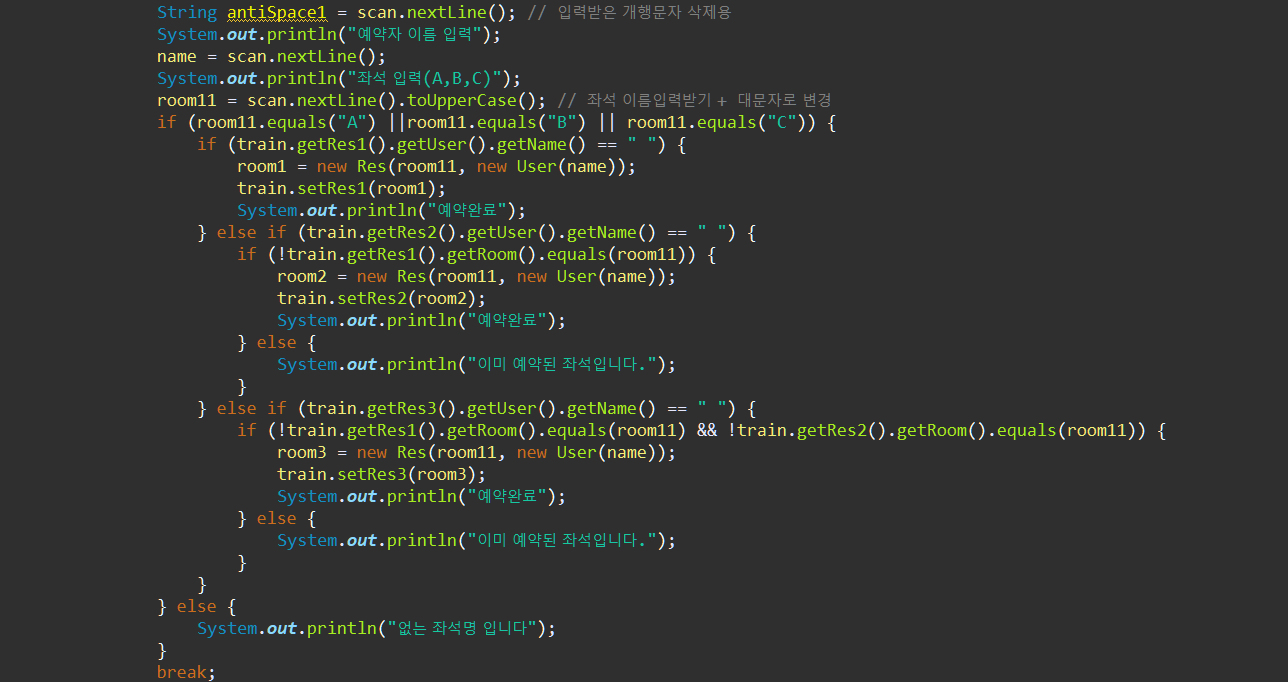 String antiSpace1 = scan.nextLine(); // 입력받은 개행문자 삭제용
System.out.println("예약자 이름 입력");
name = scan.nextLine();
System.out.println("좌석 입력(A,B,C)");
room11 = scan.nextLine().toUpperCase(); // 좌석 이름입력받기 + 대문자로 변경
if (room11.equals("A") ||room11.equals("B") || room11.equals("C")) {
if (train.getRes1().getUser().getName() == " ") {
room1 = new Res(room11, new User(name));
train.setRes1(room1);
System.out.println("예약완료");
} else if (train.getRes2().getUser().getName() == " ") {
if (!train.getRes1().getRoom().equals(room11)) {
room2 = new Res(room11, new User(name));
train.setRes2(room2);
System.out.println("예약완료");
} else {
System.out.println("이미 예약된 좌석입니다.");
}
} else if (train.getRes3().getUser().getName() == " ") {
if (!train.getRes1().getRoom().equals(room11) && !train.getRes2().getRoom().equals(room11)) {
room3 = new Res(room11, new User(name));
train.setRes3(room3);
System.out.println("예약완료");
} else {
System.out.println("이미 예약된 좌석입니다.");
}
}
} else {
System.out.println("없는 좌석명 입니다");
}
break;